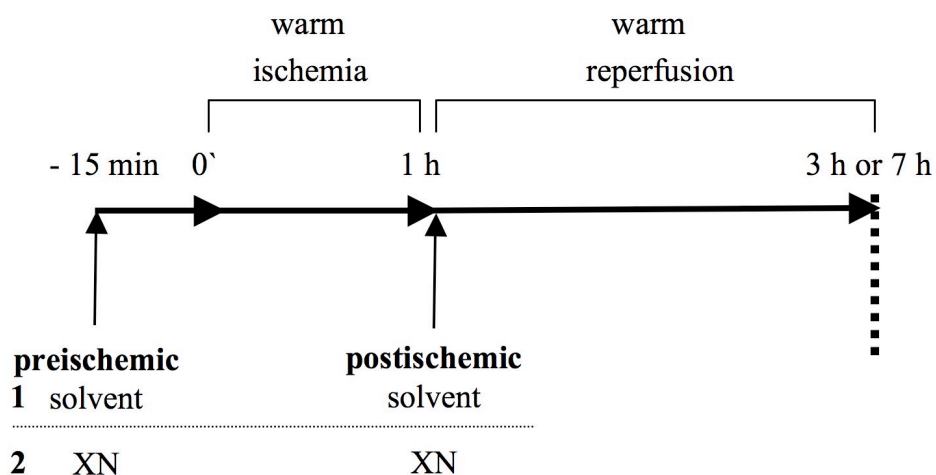 warm warm
ischemia reperfusion
- 15 min 0` 1 h 3 h or 7 h
preischemic postischemic
1 solvent solvent
2 XN XN